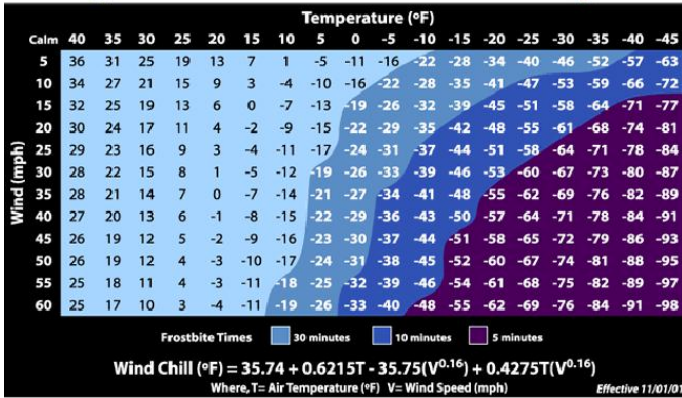 Temperature (ºF)
Calm 40 35 30 25 20 15 10 5 0 -5 -10 -15 -20 -25 -30 -35 -40 -45
5 36 31 25 19 13 7 1 -5 -11 -16 -22 -28 -34 -40 -46 -52 -57 -63
10 34 27 21 15 9 3 -4 -10 -16 -22 -28 -35 -41 -47 -53 -59 -66 -72
15 32 25 19 13 6 0 -7 -13 -19 -26 -32 -39 -45 -51 -58 -64 -71 -77
20 30 24 17 11 4 -2 -9 -15 -22 -29 -35 -42 -48 -55 -61 -68 -74 -81
25 29 23 16 9 3 -4 -11 -17 -24 -31 -37 -44 -51 -58 -64 -71 -78 -84
30 28 22 15 8 1 -5 -12 -19 -26 -33 -39 -46 -53 -60 -67 -73 -80 -87
35 28 21 14 7 0 -7 -14 -21 -27 -34 -41 -48 -55 -62 -69 -76 -82 -89
40 27 20 13 6 -1 -8 -15 -22 -29 -36 -43 -50 -57 -64 -71 -78 -84 -91
45 26 19 12 5 -2 -9 -16 -23 -30 -37 -44 -51 -58 -65 -72 -79 -86 -93
50 26 19 12 4 -3 -10 -17 -24 -31 -38 -45 -52 -60 -67 -74 -81 -88 -95
55 25 18 11 4 -3 -11 -18 -25 -32 -39 -46 -54 -61 -68 -75 -82 -89 -97
60 25 17 10 3 -4 -11 -19 -26 -33 -40 -48 -55 -62 -69 -76 -84 -91 -98
Wind (mph)
Frostbite Times 30 minutes 10 minutes 5 minutes
Wind Chill (ºF) = 35.74 + 0.6215T - 35.75(V^0.16) + 0.4275T(V^0.16)
Where, T= Air Temperature (ºF) V= Wind Speed (mph) Effective 11/01/01